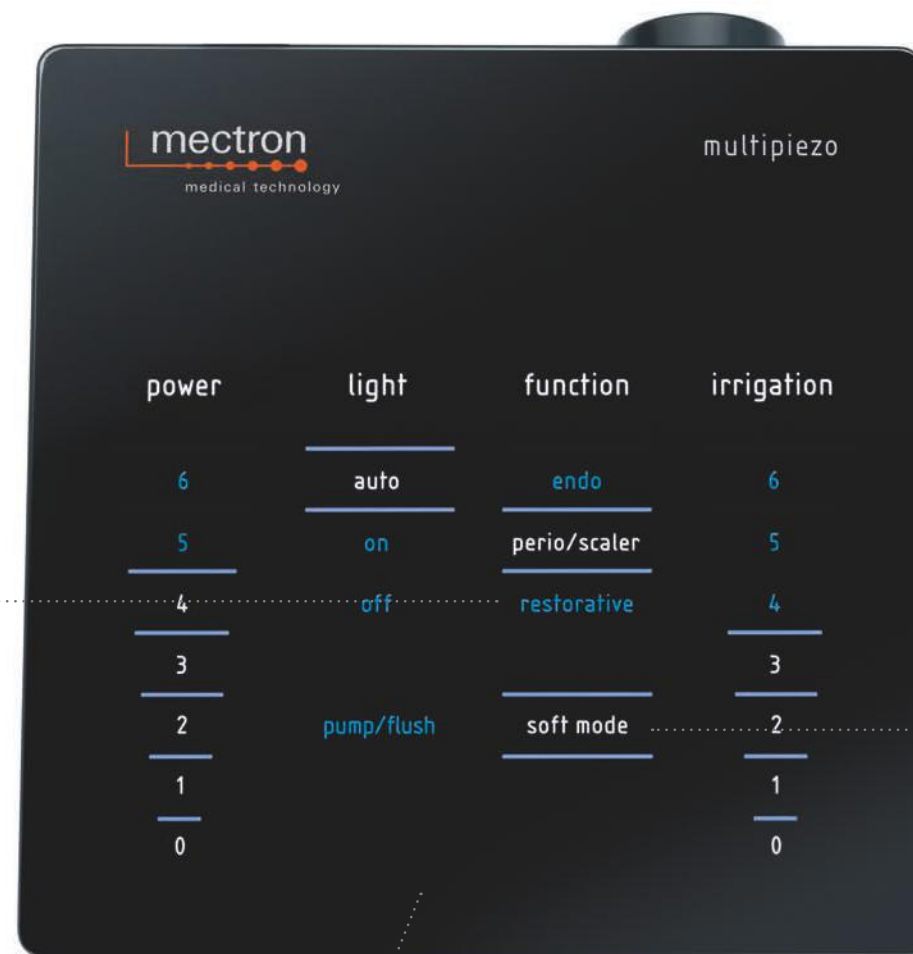 mectron
medical technology
multipiezo
power light function irrigation
6 auto endo 6
5 on perio/scaler 5
4 off restorative 4
3 3
2 pump/flush soft mode 2
1 1
0 0